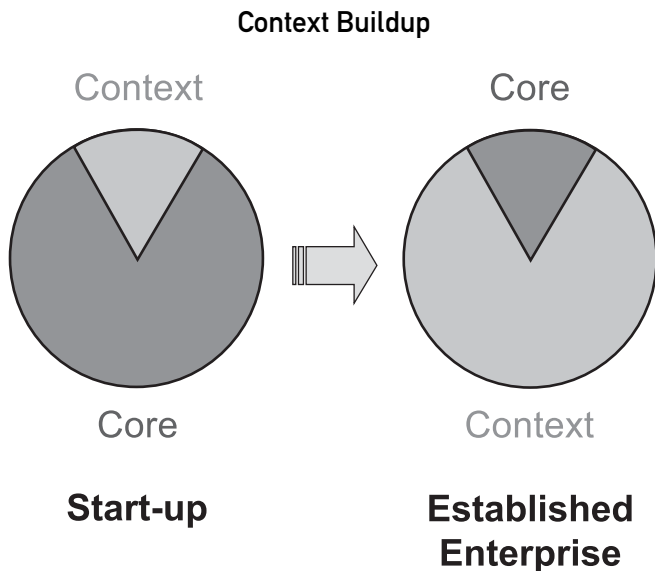 Context Buildup
Context
Core
Core
Context
Start-up
Established
Enterprise